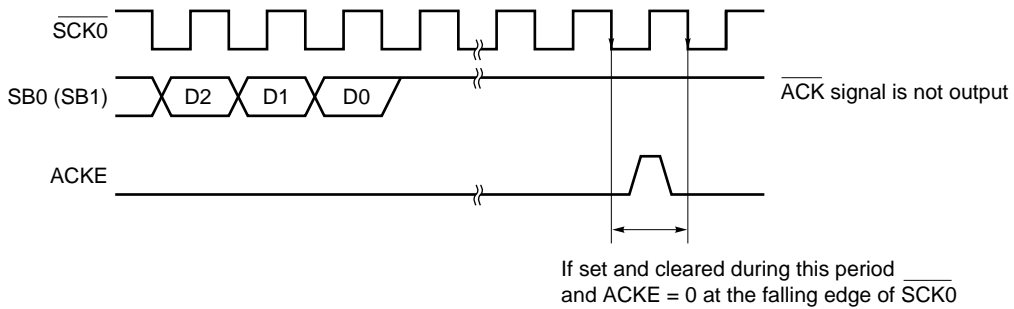 SCK0
SB0 (SB1)
D2
D1
D0
ACK signal is not output
ACKE
If set and cleared during this period
and ACKE = 0 at the falling edge of SCK0